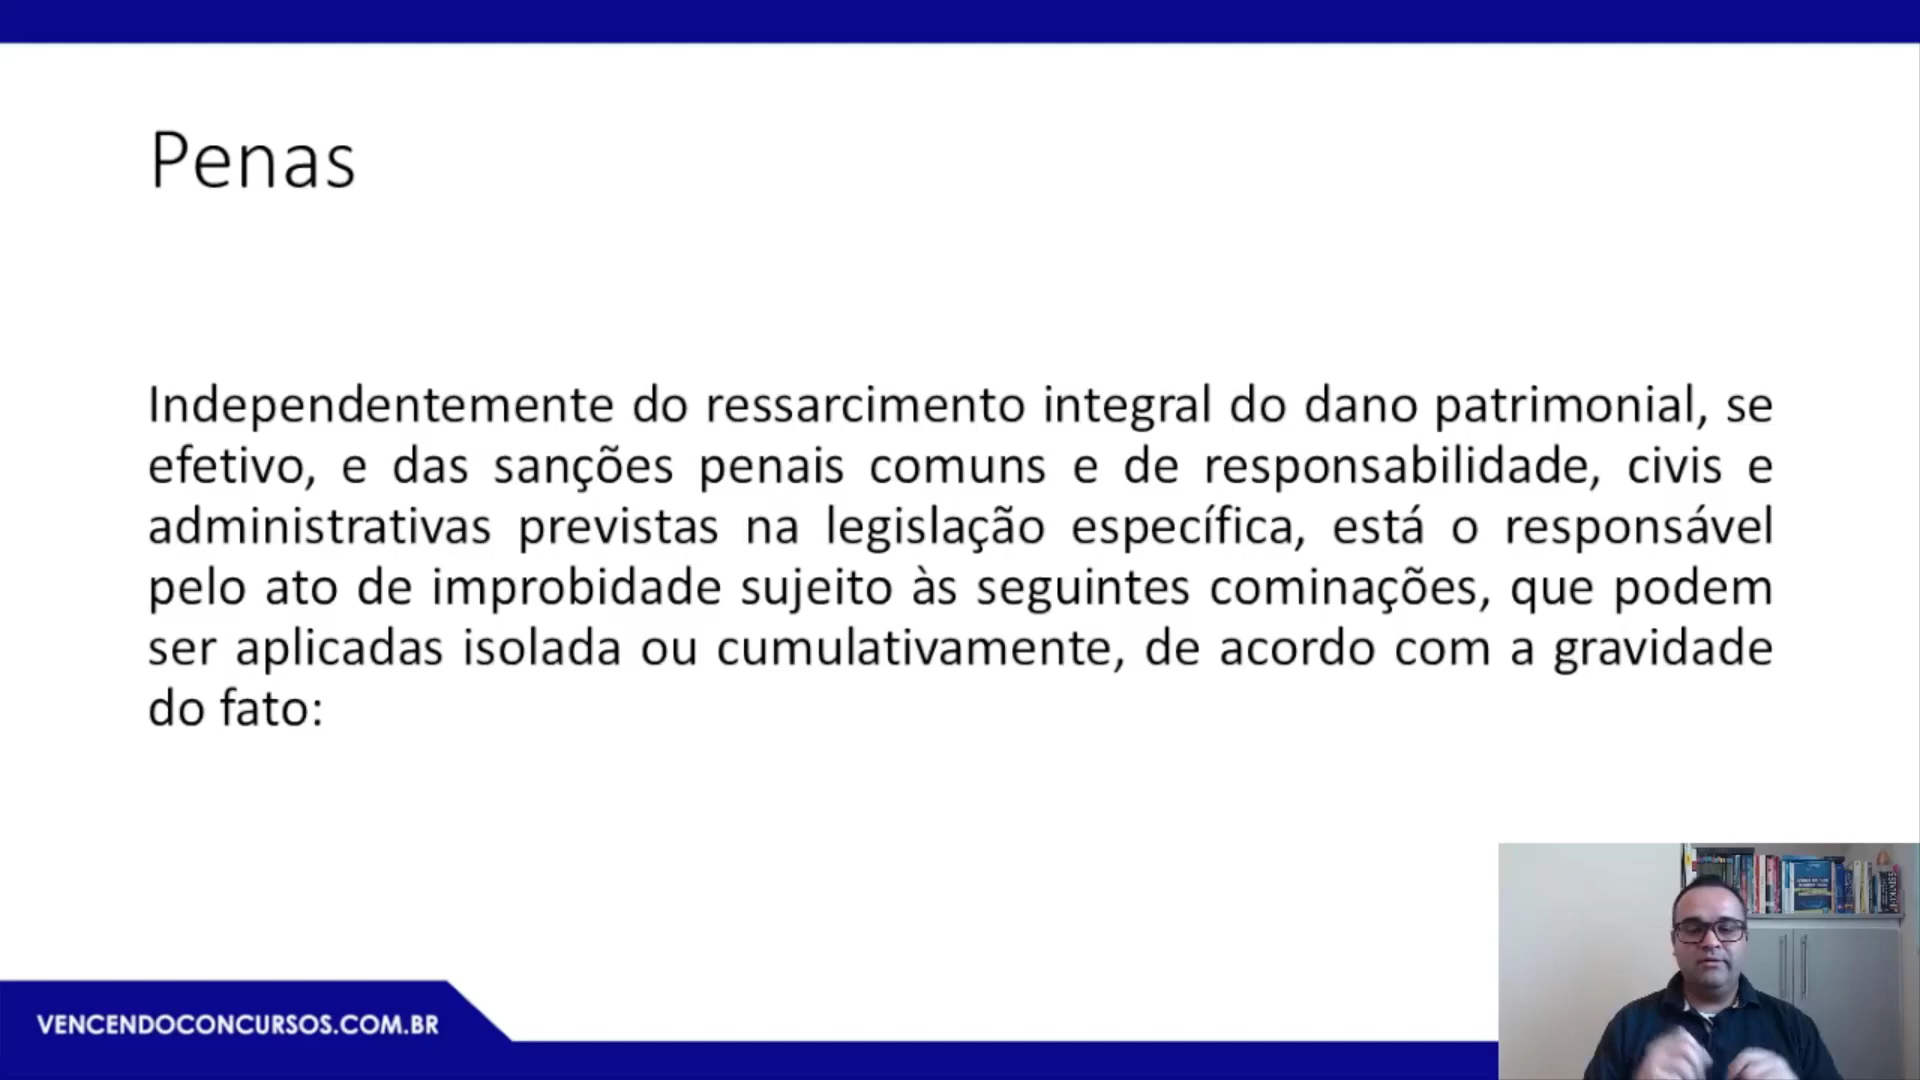 Penas
Independentemente do ressarcimento integral do dano patrimonial, se
efetivo, e das sanções penais comuns e de responsabilidade, civis e
administrativas previstas na legislação específica, está o responsável
pelo ato de improbidade sujeito às seguintes cominações, que podem
ser aplicadas isolada ou cumulativamente, de acordo com a gravidade
do fato:
VENCENDOCONCURSOS.COM.BR